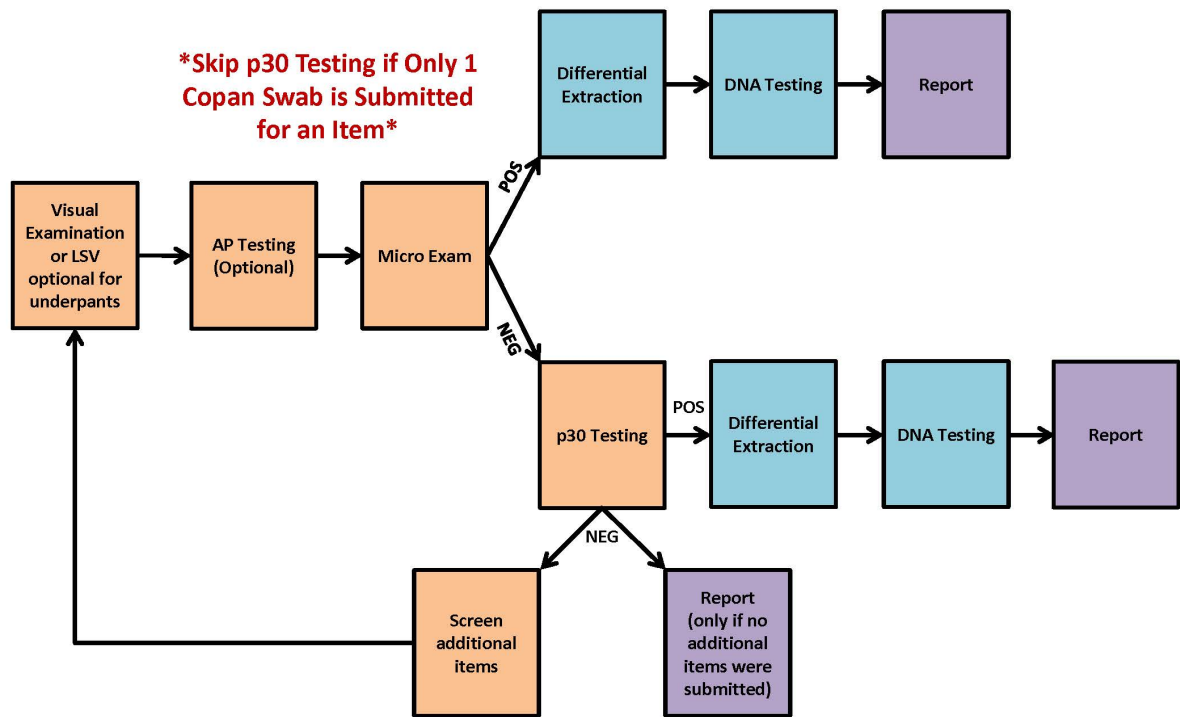 *Skip p30 Testing if Only 1
Copan Swab is Submitted
for an Item*
Differential
Extraction
DNA Testing
Report
POS
Visual
Examination
or LSV
optional for
underpants
AP Testing
(Optional)
Micro Exam
NEG
p30 Testing
POS
Differential
Extraction
DNA Testing
Report
NEG
Screen
additional
items
Report
(only if no
additional
items were
submitted)